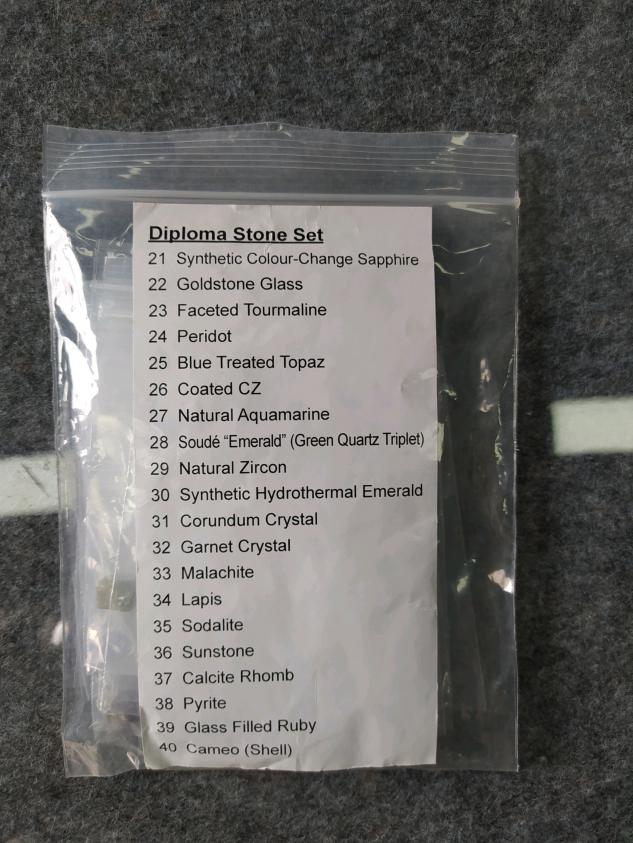 Diploma Stone Set
21 Synthetic Colour-Change Sapphire
22 Goldstone Glass
23 Faceted Tourmaline
24 Peridot
25 Blue Treated Topaz
26 Coated CZ
27 Natural Aquamarine
28 Soudé “Emerald” (Green Quartz Triplet)
29 Natural Zircon
30 Synthetic Hydrothermal Emerald
31 Corundum Crystal
32 Garnet Crystal
33 Malachite
34 Lapis
35 Sodalite
36 Sunstone
37 Calcite Rhomb
38 Pyrite
39 Glass Filled Ruby
40 Cameo (Shell)